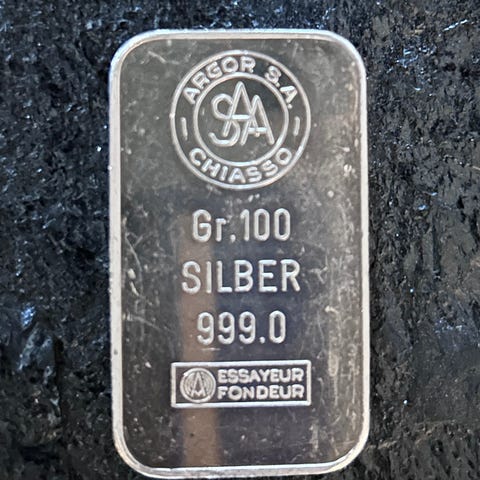 ARGOR S.A.
SAA
CHIASSO
Gr.100
SILBER
999.0
ESSAYEUR
FONDEUR